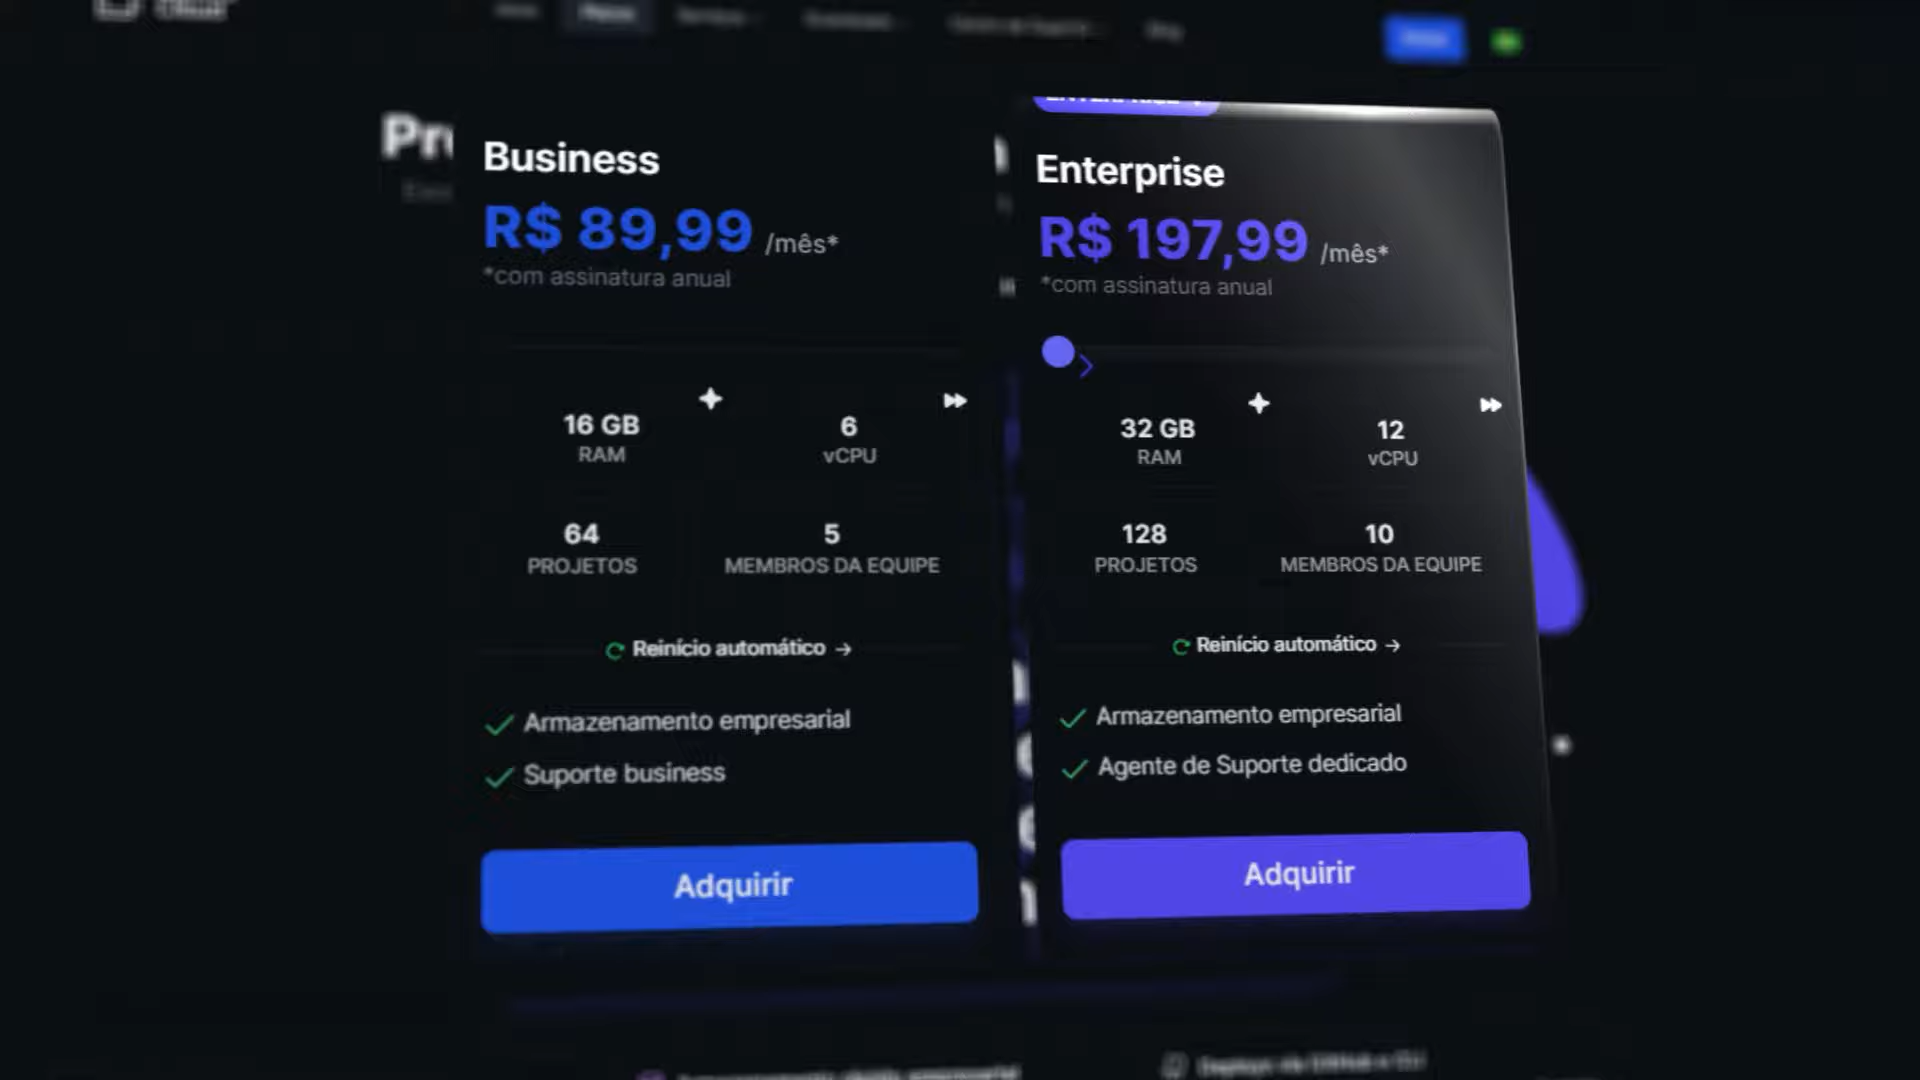 Business
R$ 89,99 /mês*
*com assinatura anual
16 GB
RAM
6
vCPU
64
PROJETOS
5
MEMBROS DA EQUIPE
Reinício automático →
Armazenamento empresarial
Suporte business
Adquirir
Enterprise
R$ 197,99 /mês*
*com assinatura anual
32 GB
RAM
12
vCPU
128
PROJETOS
10
MEMBROS DA EQUIPE
Reinício automático →
Armazenamento empresarial
Agente de Suporte dedicado
Adquirir